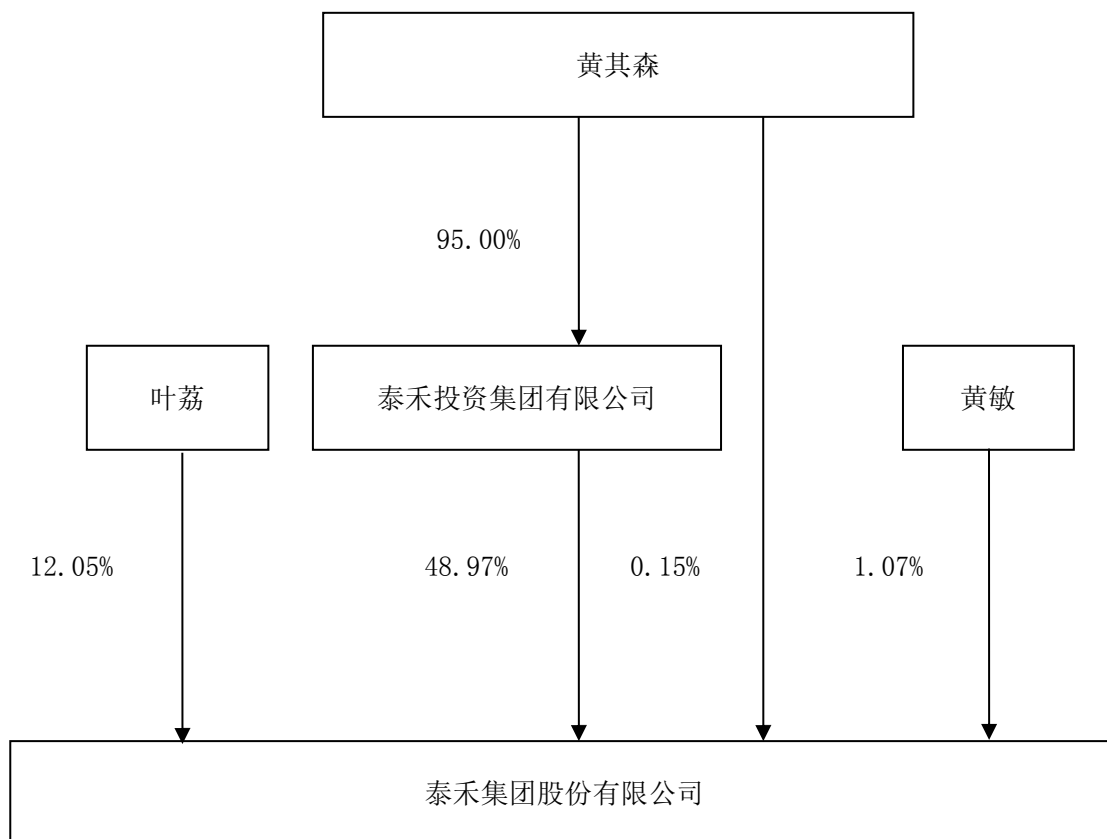 黄其森
95.00%
叶荔
泰禾投资集团有限公司
黄敏
12.05%
48.97%
0.15%
1.07%
泰禾集团股份有限公司